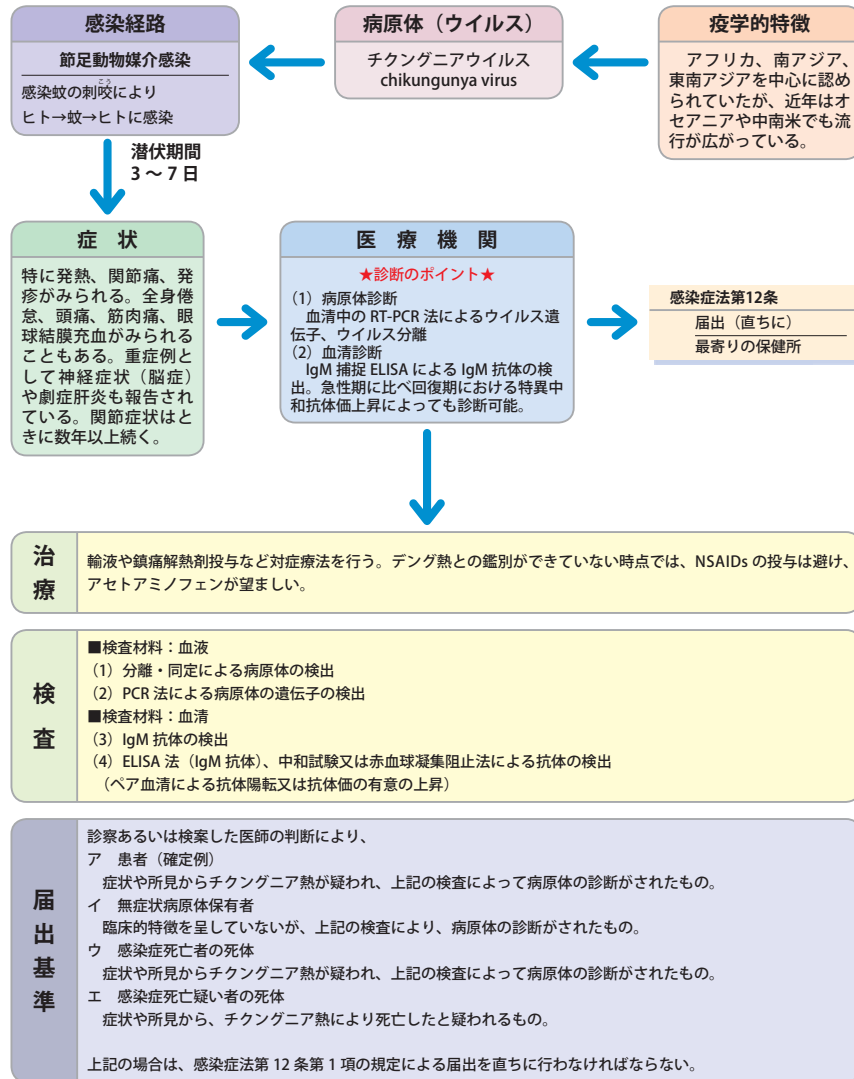 感染経路
節足動物媒介感染
こう
感染蚊の刺咬により
ヒト→蚊→ヒトに感染
病原体（ウイルス）
チクングニアウイルス
chikungunya virus
疫学的特徴
アフリカ、南アジア、
東南アジアを中心に認め
られていたが、近年はオ
セアニアや中南米でも流
行が広がっている。
潜伏期間
3 ～ 7 日
症　状
特に発熱、関節痛、発
疹がみられる。全身倦
怠、頭痛、筋肉痛、眼
球結膜充血がみられる
こともある。重症例と
して神経症状（脳症）
や劇症肝炎も報告され
ている。関節症状はと
きに数年以上続く。
医　療　機　関
★診断のポイント★
（1）病原体診断
血清中の RT-PCR 法によるウイルス遺
伝子、ウイルス分離
（2）血清診断
IgM 捕捉 ELISA による IgM 抗体の検
出。急性期に比べ回復期における特異中
和抗体価上昇によっても診断可能。
感染症法第12条
届出（直ちに）
最寄りの保健所
治療
輸液や鎮痛解熱剤投与など対症療法を行う。デング熱との鑑別ができていない時点では、NSAIDs の投与は避け、
アセトアミノフェンが望ましい。
検査
■検査材料：血液
（1）分離・同定による病原体の検出
（2）PCR 法による病原体の遺伝子の検出
■検査材料：血清
（3）IgM 抗体の検出
（4）ELISA 法（IgM 抗体）、中和試験又は赤血球凝集阻止法による抗体の検出
（ペア血清による抗体陽転又は抗体価の有意の上昇）
届出基準
診察あるいは検案した医師の判断により、
ア　患者（確定例）
症状や所見からチクングニア熱が疑われ、上記の検査によって病原体の診断がされたもの。
イ　無症状病原体保有者
臨床的特徴を呈していないが、上記の検査により、病原体の診断がされたもの。
ウ　感染症死亡者の死体
症状や所見からチクングニア熱が疑われ、上記の検査によって病原体の診断がされたもの。
エ　感染症死亡疑い者の死体
症状や所見から、チクングニア熱により死亡したと疑われるもの。
上記の場合は、感染症法第 12 条第 1 項の規定による届出を直ちに行わなければならない。